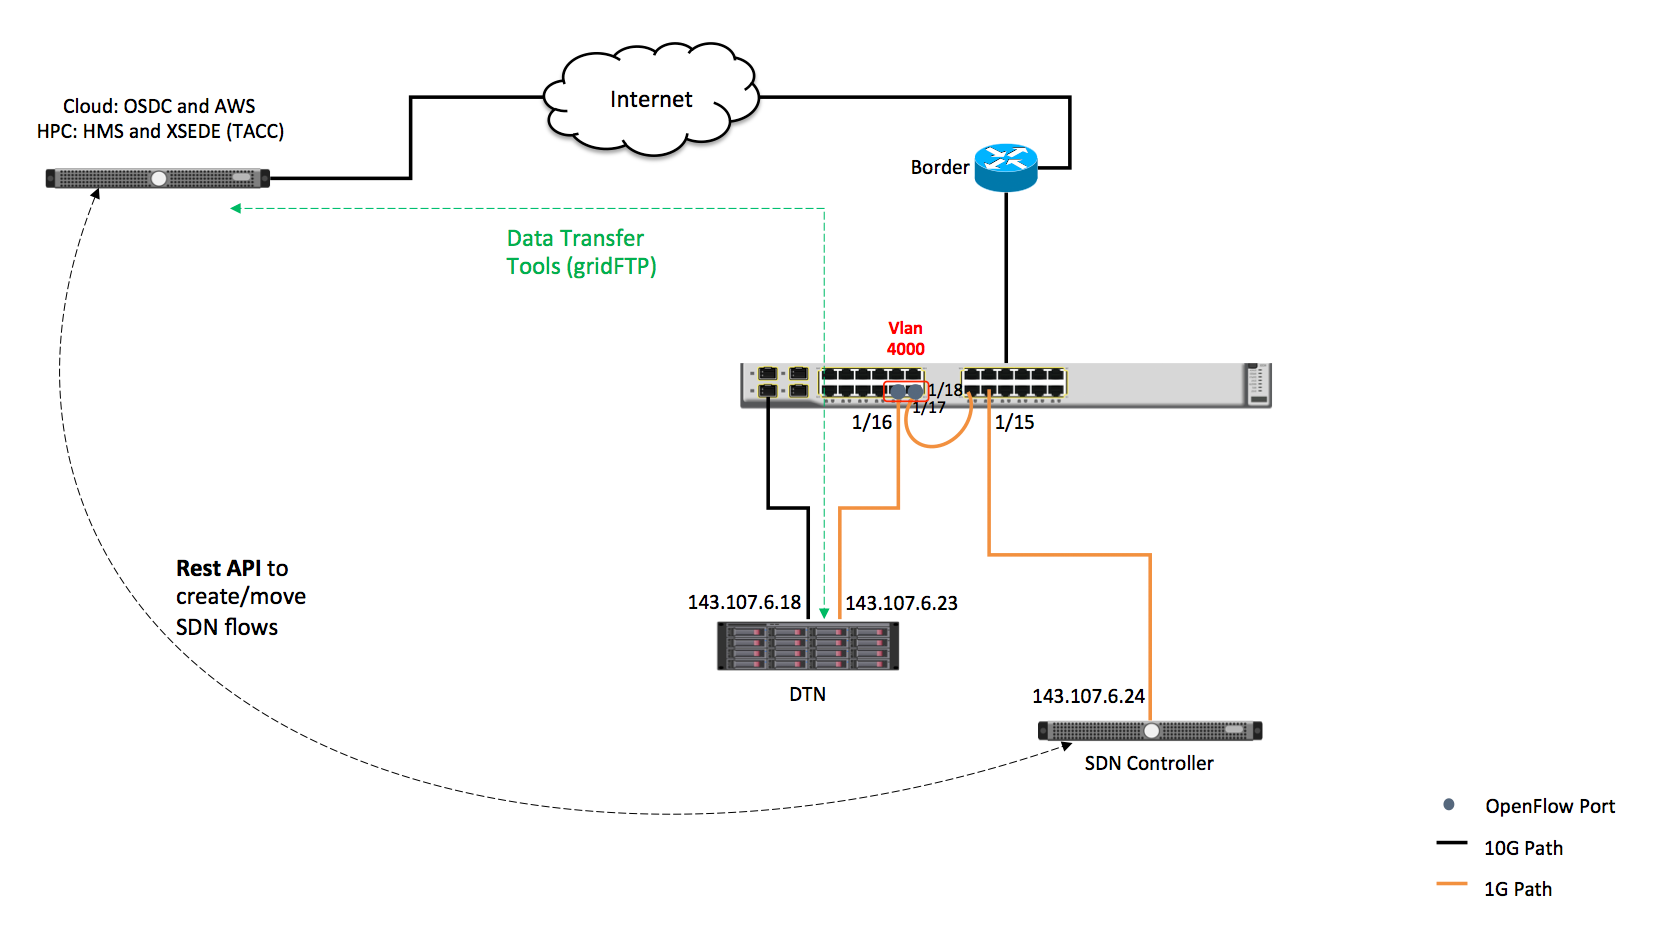 Cloud: OSDC and AWS
HPC: HMS and XSEDE (TACC)
Internet
Border
Data Transfer
Tools (gridFTP)
Vlan
4000
1/18
1/17
1/16
1/15
Rest API to
create/move
SDN flows
143.107.6.18
143.107.6.23
DTN
143.107.6.24
SDN Controller
OpenFlow Port
10G Path
1G Path